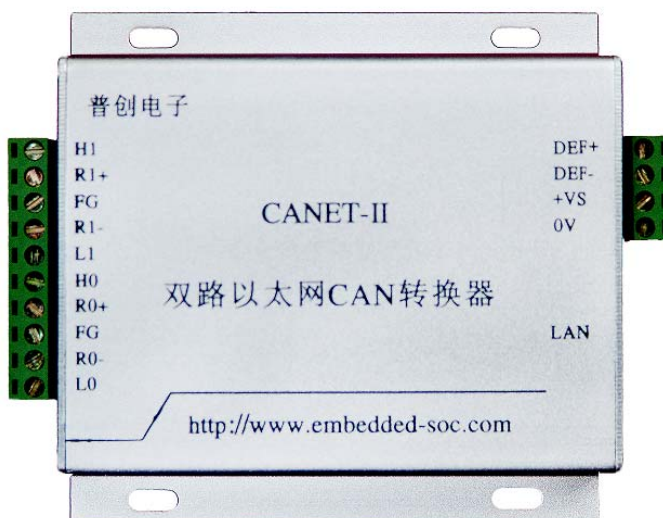 普创电子
H1
R1+
FG
R1-
L1
H0
R0+
FG
R0-
L0
CANET-II
双路以太网CAN转换器
DEF+
DEF-
+VS
0V
LAN
http://www.embedded-soc.com